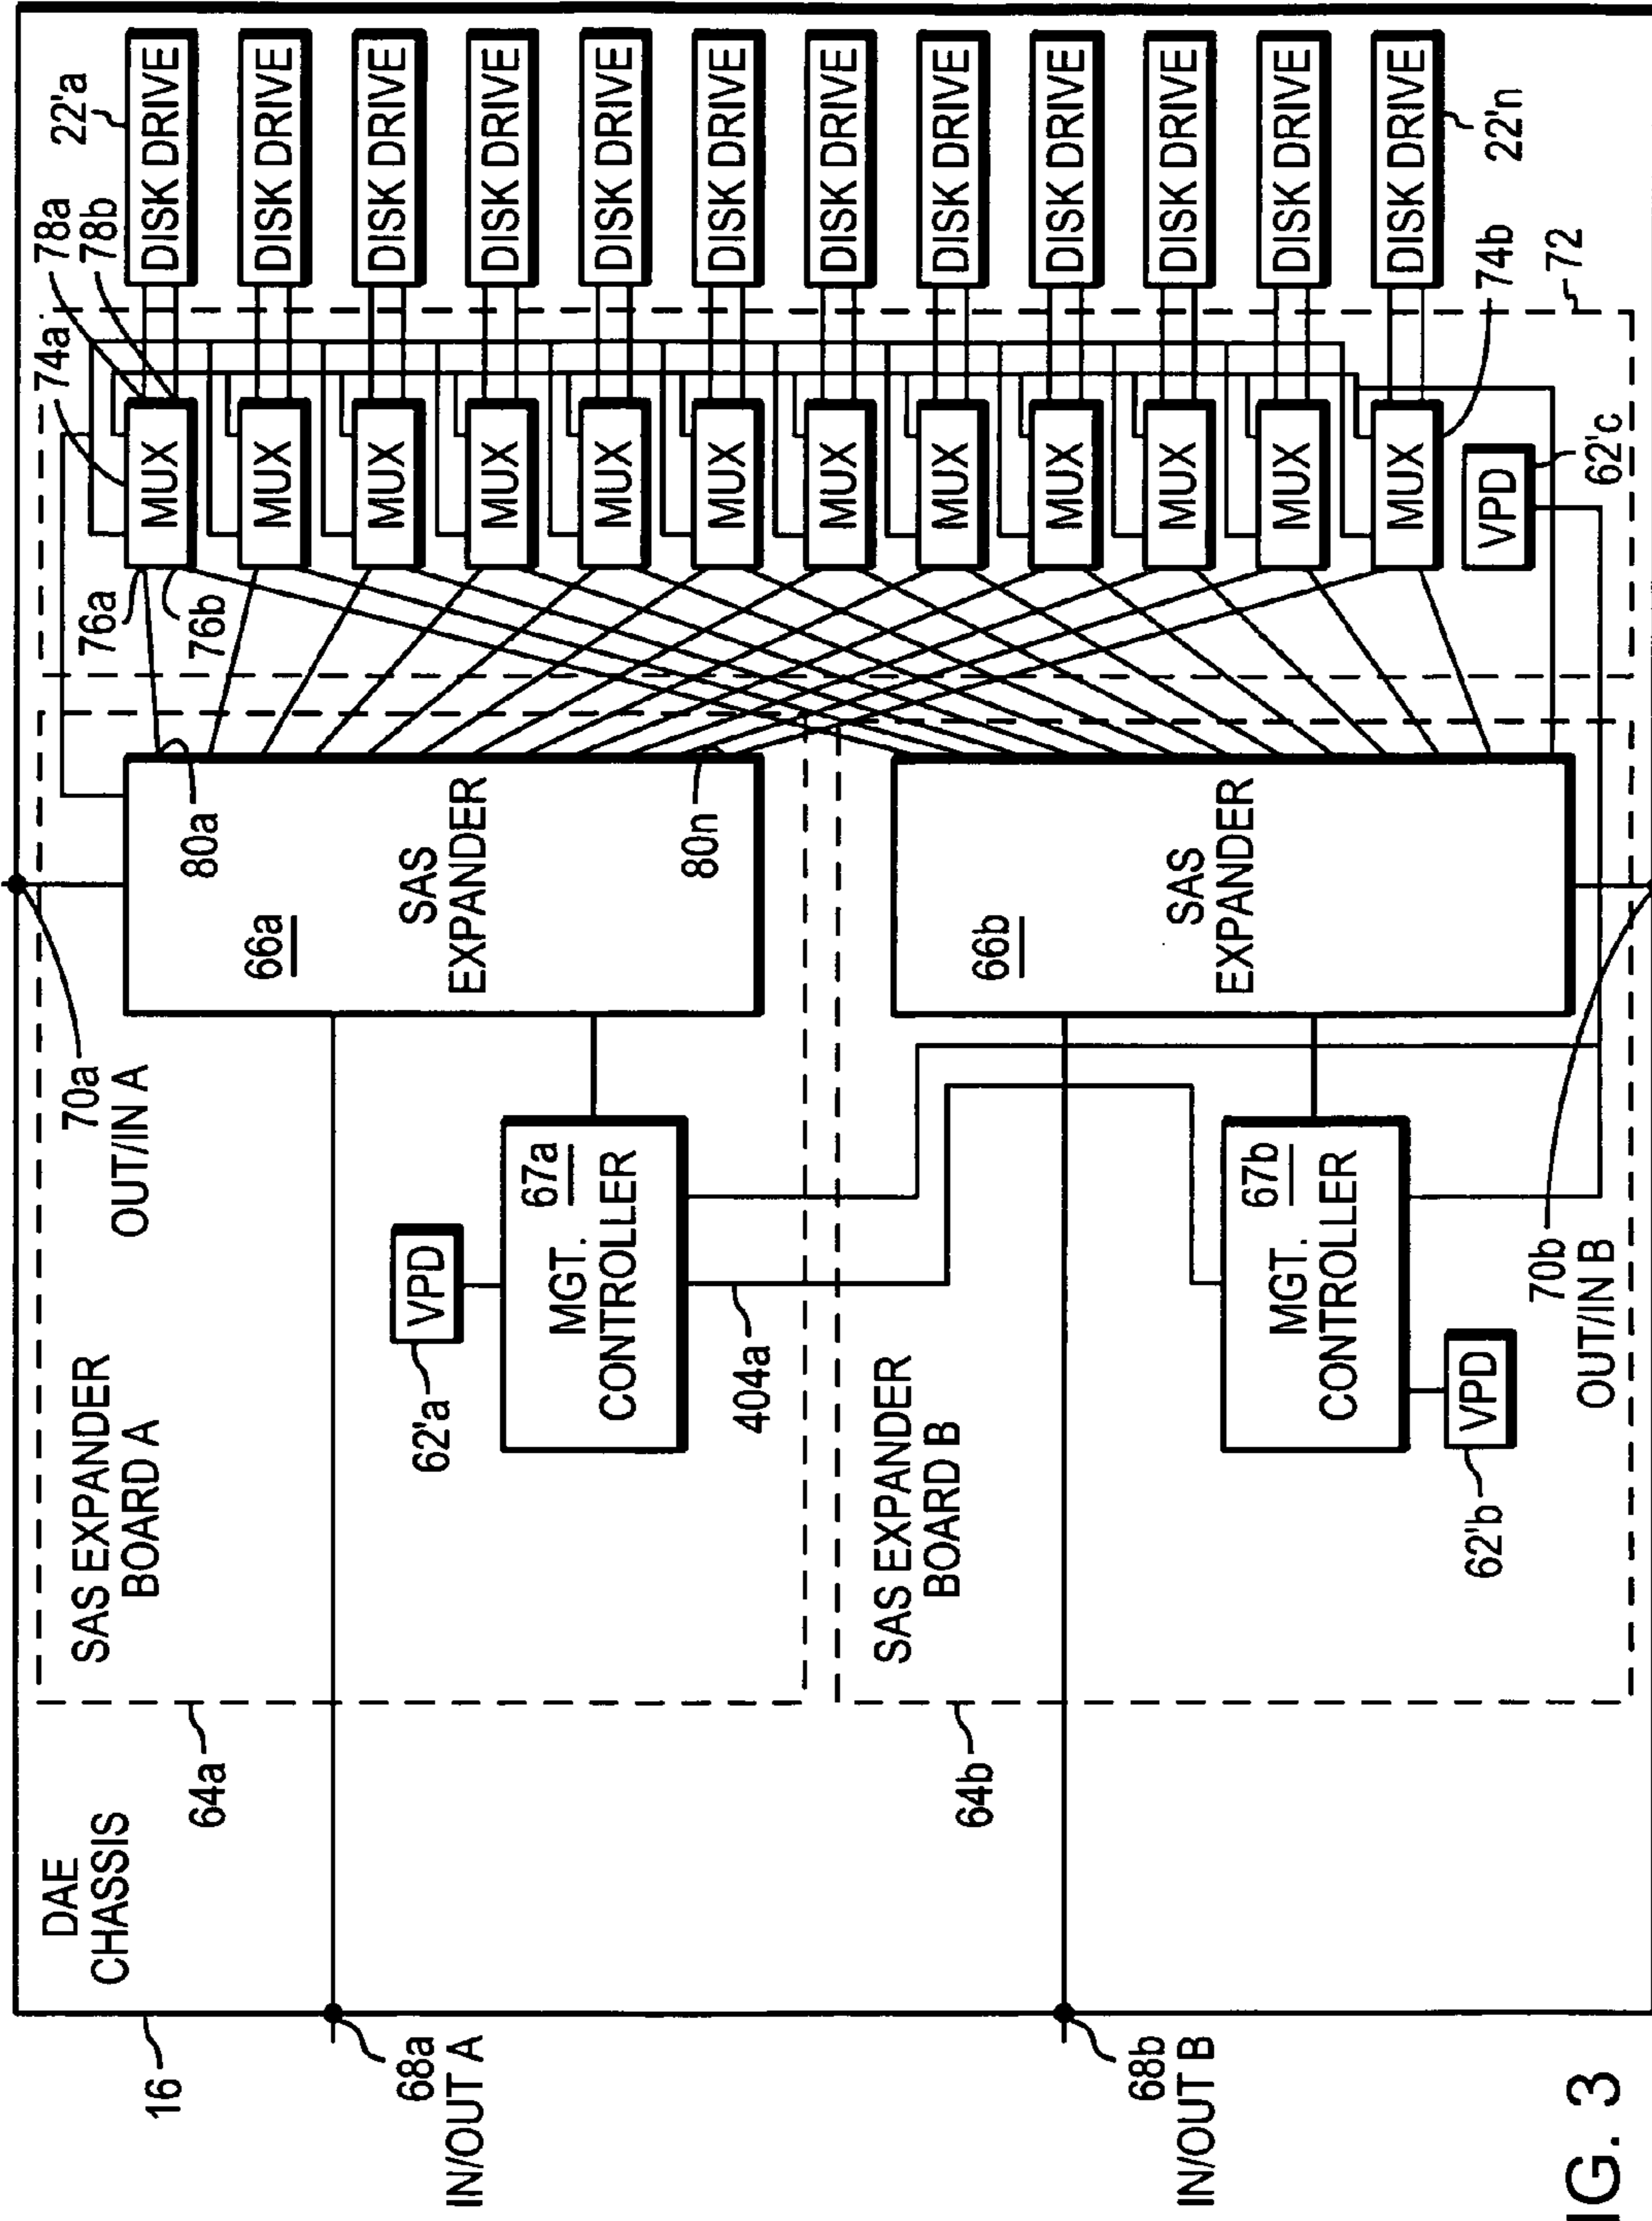 DAE
CHASSIS
16
64a
SAS EXPANDER
BOARD A
70a
OUT/IN A
62'a
VPD
67a
MGT.
CONTROLLER
404a
66a
SAS
EXPANDER
80a
80n
68a
IN/OUT A
64b
SAS EXPANDER
BOARD B
67b
MGT.
CONTROLLER
62'b
VPD
66b
SAS
EXPANDER
70b
OUT/IN B
68b
IN/OUT B
76a
76b
74a
78a
78b
22'a
MUX
DISK DRIVE
MUX
DISK DRIVE
MUX
DISK DRIVE
MUX
DISK DRIVE
MUX
DISK DRIVE
MUX
DISK DRIVE
MUX
DISK DRIVE
MUX
DISK DRIVE
MUX
DISK DRIVE
MUX
DISK DRIVE
MUX
DISK DRIVE
MUX
DISK DRIVE
22'n
74b
VPD
62'c
72
IG. 3